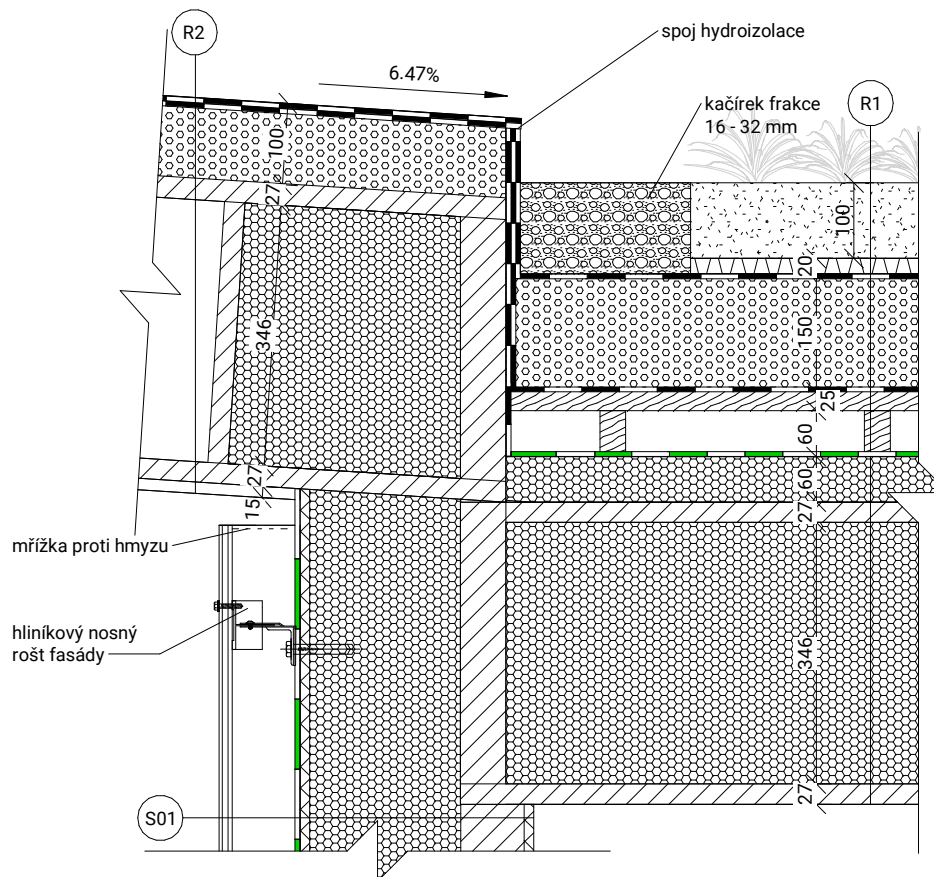 R2
spoj hydroizolace
6.47%
kačírek frakce
16 - 32 mm
R1
100
27
100
20
346
150
25
60
27
15
60
27
mřížka proti hmyzu
hliníkový nosný
rošt fasády
346
27
S01